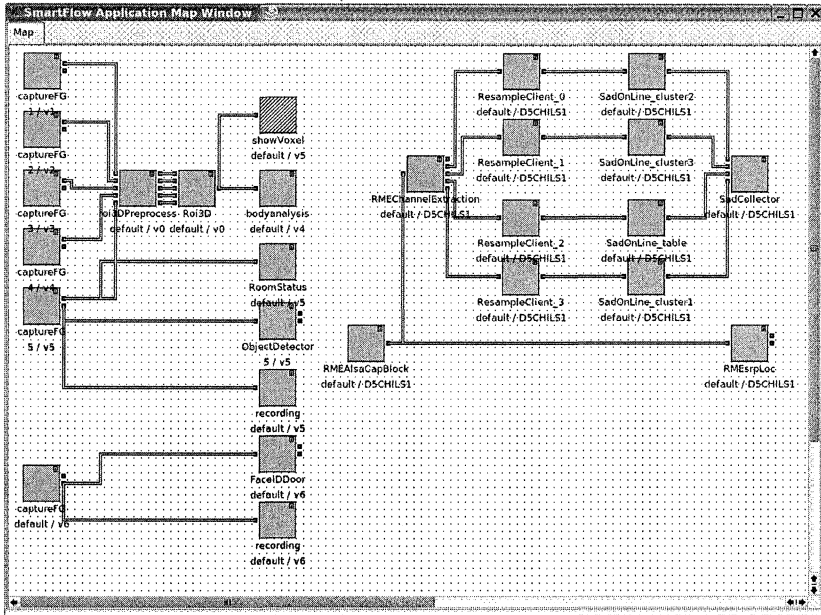 SmartFlow Application Map Window
Map
captureFG
1 / v1
captureFG
2 / v2
captureFG
3 / v3
captureFG
4 / v4
captureFG
5 / v5
captureFG
default / v6
roi3DPreprocess
default / v0
Roi3D
default / v0
showVoxel
default / v5
bodyanalysis
default / v4
RoomStatus
default / v5
ObjectDetector
5 / v5
recording
default / v5
FaceIDDoor
default / v6
recording
default / v6
RMEChannelExtraction
default / D5CHILS1
RMEAlsaCapBlock
default / D5CHILS1
ResampleClient_0
default / D5CHILS1
ResampleClient_1
default / D5CHILS1
ResampleClient_2
default / D5CHILS1
ResampleClient_3
default / D5CHILS1
SadOnLine_cluster2
default / D5CHILS1
SadOnLine_cluster3
default / D5CHILS1
SadOnLine_table
default / D5CHILS1
SadOnLine_cluster1
default / D5CHILS1
SadCollector
default / D5CHILS1
RMEsrpLoc
default / D5CHILS1